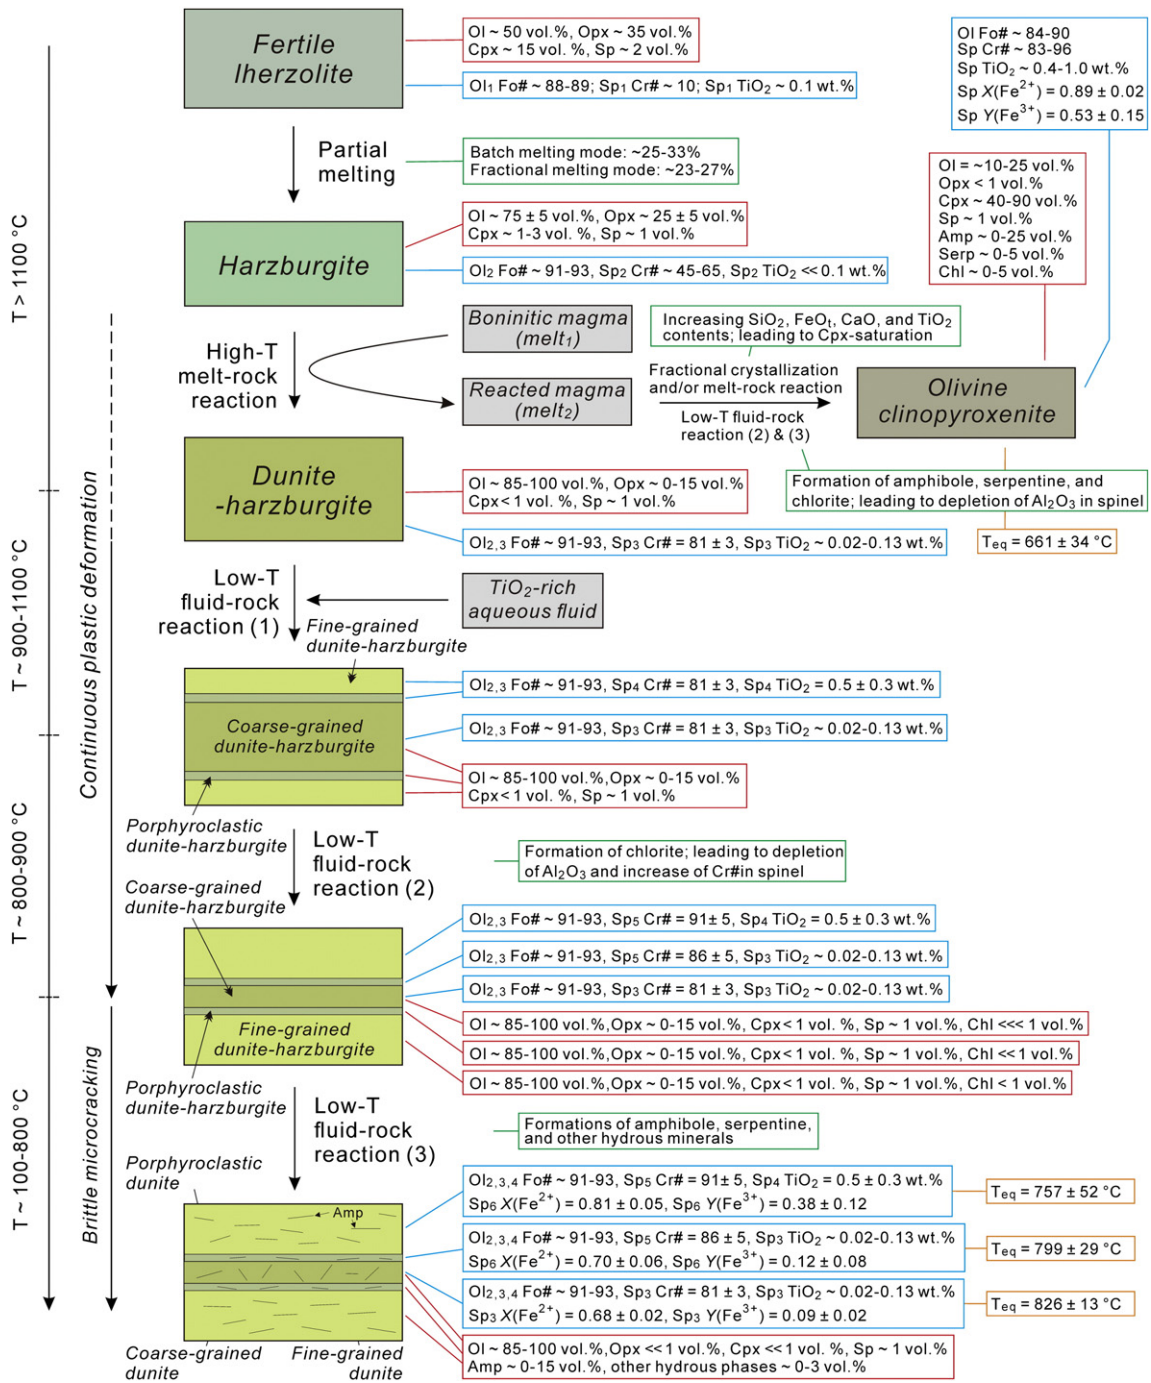 Fertile
lherzolite
Ol ~ 50 vol.%, Opx ~ 35 vol.%
Cpx ~ 15 vol.%, Sp ~ 2 vol.%
Ol₁ Fo# ~ 88-89; Sp₁ Cr# ~ 10; Sp₁ TiO₂ ~ 0.1 wt.%
Ol Fo# ~ 84-90
Sp Cr# ~ 83-96
Sp TiO₂ ~ 0.4-1.0 wt.%
Sp X(Fe²⁺) = 0.89 ± 0.02
Sp Y(Fe³⁺) = 0.53 ± 0.15
Partial
melting
Batch melting mode: ~25-33%
Fractional melting mode: ~23-27%
Ol = ~10-25 vol.%
Opx < 1 vol.%
Cpx ~ 40-90 vol.%
Sp ~ 1 vol.%
Amp ~ 0-25 vol.%
Serp ~ 0-5 vol.%
Chl ~ 0-5 vol.%
T > 1100 °C
Harzburgite
Ol ~ 75 ± 5 vol.%, Opx ~ 25 ± 5 vol.%
Cpx ~ 1-3 vol. %, Sp ~ 1 vol.%
Ol₂ Fo# ~ 91-93, Sp₂ Cr# ~ 45-65, Sp₂ TiO₂ << 0.1 wt.%
High-T
melt-rock
reaction
Boninitic magma
(melt₁)
Reacted magma
(melt₂)
Increasing SiO₂, FeOₜ, CaO, and TiO₂
contents; leading to Cpx-saturation
Fractional crystallization
and/or melt-rock reaction
Low-T fluid-rock
reaction (2) & (3)
Olivine
clinopyroxenite
Formation of amphibole, serpentine, and
chlorite; leading to depletion of Al₂O₃ in spinel
Teq = 661 ± 34 °C
Dunite
-harzburgite
Ol ~ 85-100 vol.%, Opx ~ 0-15 vol.%
Cpx< 1 vol. %, Sp ~ 1 vol.%
Ol₂,₃ Fo# ~ 91-93, Sp₃ Cr# = 81 ± 3, Sp₃ TiO₂ ~ 0.02-0.13 wt.%
T ~ 900-1100 °C
Continuous plastic deformation
Low-T
fluid-rock
reaction (1)
TiO₂-rich
aqueous fluid
Fine-grained
dunite-harzburgite
Coarse-grained
dunite-harzburgite
Ol₂,₃ Fo# ~ 91-93, Sp₄ Cr# = 81 ± 3, Sp₄ TiO₂ = 0.5 ± 0.3 wt.%
Ol₂,₃ Fo# ~ 91-93, Sp₃ Cr# = 81 ± 3, Sp₃ TiO₂ ~ 0.02-0.13 wt.%
Ol ~ 85-100 vol.%,Opx ~ 0-15 vol.%
Cpx< 1 vol. %, Sp ~ 1 vol.%
Porphyroclastic
dunite-harzburgite
T ~ 800-900 °C
Low-T
fluid-rock
reaction (2)
Formation of chlorite; leading to depletion
of Al₂O₃ and increase of Cr#in spinel
Coarse-grained
dunite-harzburgite
Fine-grained
dunite-harzburgite
Ol₂,₃ Fo# ~ 91-93, Sp₅ Cr# = 91± 5, Sp₄ TiO₂ = 0.5 ± 0.3 wt.%
Ol₂,₃ Fo# ~ 91-93, Sp₅ Cr# = 86 ± 5, Sp₃ TiO₂ ~ 0.02-0.13 wt.%
Ol₂,₃ Fo# ~ 91-93, Sp₃ Cr# = 81 ± 3, Sp₃ TiO₂ ~ 0.02-0.13 wt.%
Ol ~ 85-100 vol.%,Opx ~ 0-15 vol.%, Cpx< 1 vol.%, Sp ~ 1 vol.%, Chl <<< 1 vol.%
Ol ~ 85-100 vol.%,Opx ~ 0-15 vol.%, Cpx< 1 vol.%, Sp ~ 1 vol.%, Chl << 1 vol.%
Ol ~ 85-100 vol.%,Opx ~ 0-15 vol.%, Cpx< 1 vol.%, Sp ~ 1 vol.%, Chl < 1 vol.%
Porphyroclastic
dunite-harzburgite
T ~ 100-800 °C
Brittle microcracking
Low-T
fluid-rock
reaction (3)
Formations of amphibole, serpentine,
and other hydrous minerals
Porphyroclastic
dunite
Amp
Ol₂,₃,₄ Fo# ~ 91-93, Sp₅ Cr# = 91± 5, Sp₄ TiO₂ = 0.5 ± 0.3 wt.%
Sp₆ X(Fe²⁺) = 0.81 ± 0.05, Sp₆ Y(Fe³⁺) = 0.38 ± 0.12
Teq = 757 ± 52 °C
Ol₂,₃,₄ Fo# ~ 91-93, Sp₅ Cr# = 86 ± 5, Sp₃ TiO₂ ~ 0.02-0.13 wt.%
Sp₆ X(Fe²⁺) = 0.70 ± 0.06, Sp₆ Y(Fe³⁺) = 0.12 ± 0.08
Teq = 799 ± 29 °C
Ol₂,₃,₄ Fo# ~ 91-93, Sp₃ Cr# = 81 ± 3, Sp₃ TiO₂ ~ 0.02-0.13 wt.%
Sp₃ X(Fe²⁺) = 0.68 ± 0.02, Sp₃ Y(Fe³⁺) = 0.09 ± 0.02
Teq = 826 ± 13 °C
Ol ~ 85-100 vol.%, Opx << 1 vol.%, Cpx << 1 vol.%, Sp ~ 1 vol.%
Amp ~ 0-15 vol.%, other hydrous phases ~ 0-3 vol.%
Coarse-grained
dunite
Fine-grained
dunite